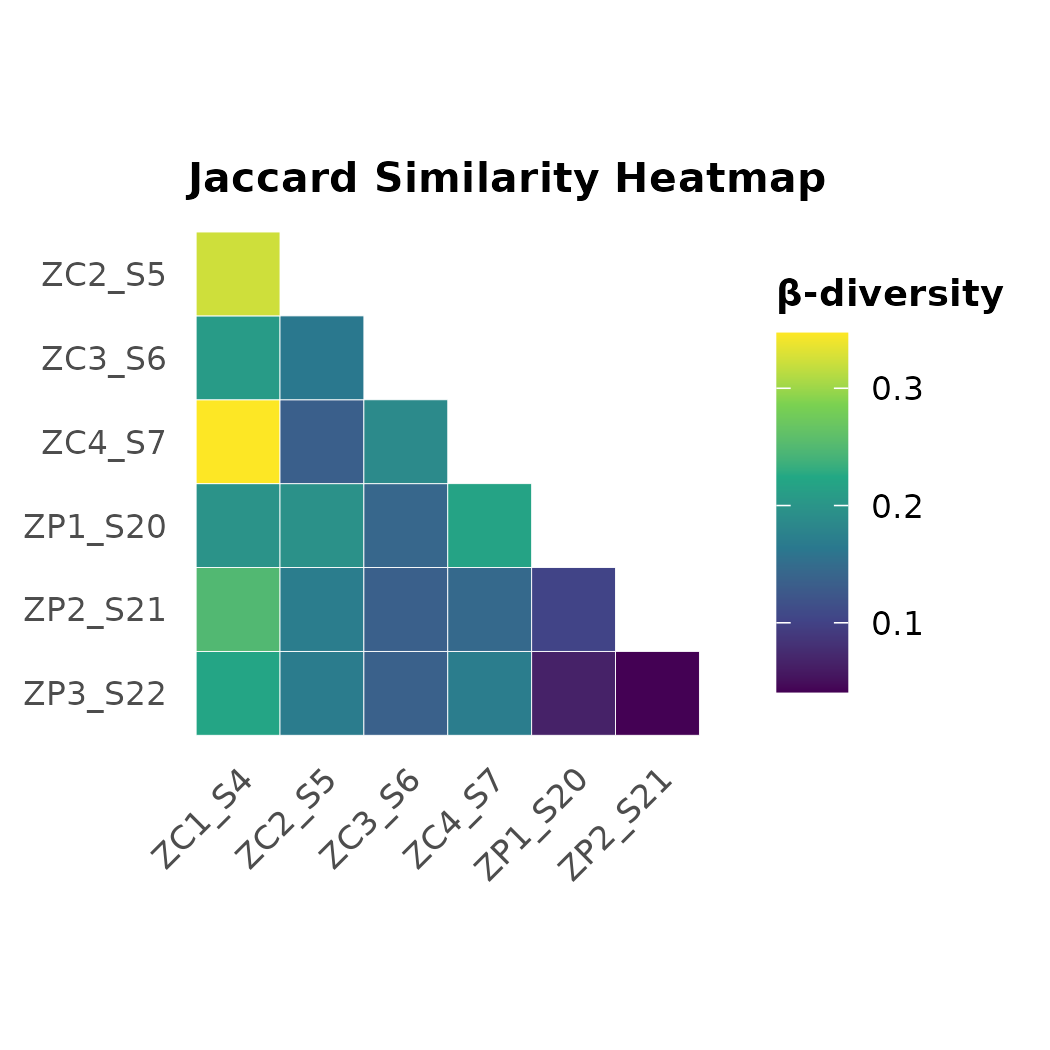 Jaccard Similarity Heatmap
ZC2_S5
ZC3_S6
ZC4_S7
ZP1_S20
ZP2_S21
ZP3_S22
ZC1_S4
ZC2_S5
ZC3_S6
ZC4_S7
ZP1_S20
ZP2_S21
β-diversity
0.3
0.2
0.1